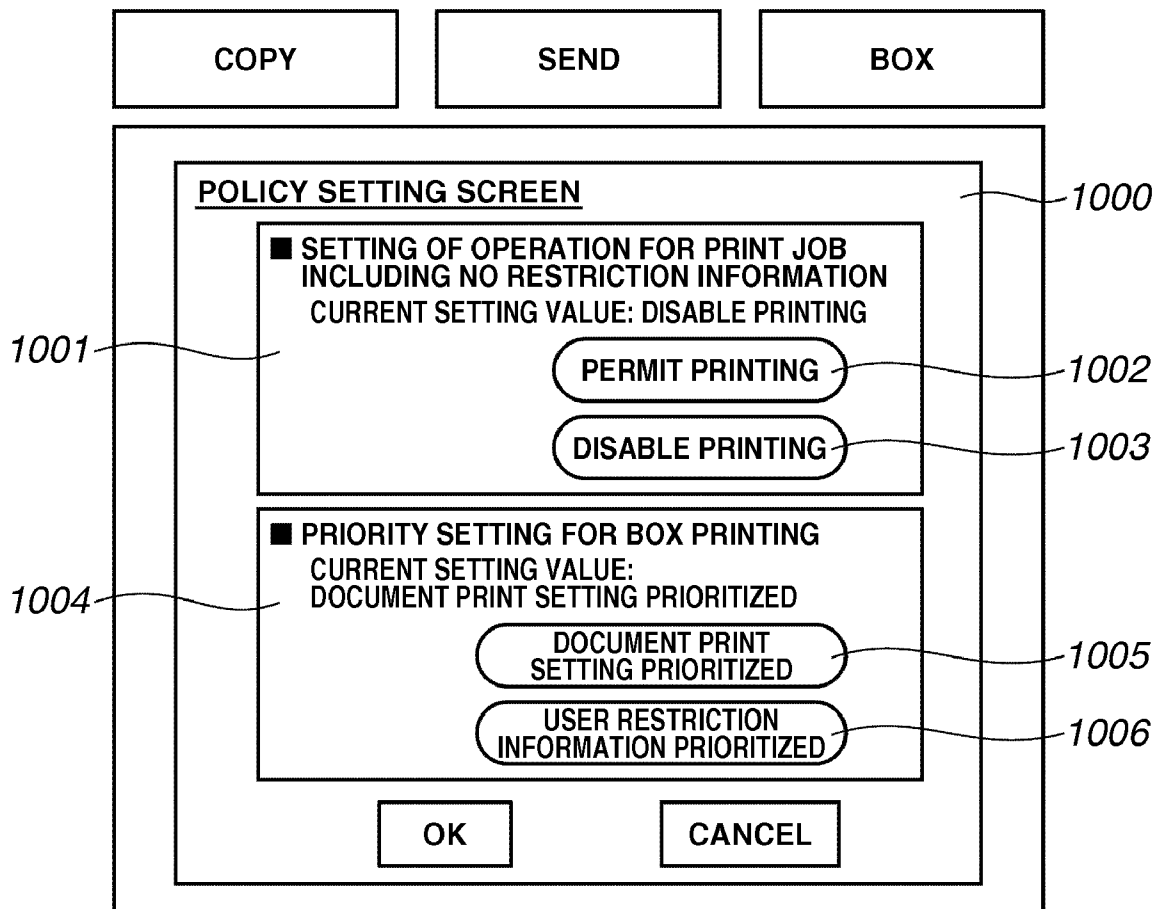 COPY SEND BOX
POLICY SETTING SCREEN
1000
■ SETTING OF OPERATION FOR PRINT JOB
INCLUDING NO RESTRICTION INFORMATION
CURRENT SETTING VALUE: DISABLE PRINTING
1001
PERMIT PRINTING
1002
DISABLE PRINTING
1003
■ PRIORITY SETTING FOR BOX PRINTING
CURRENT SETTING VALUE:
DOCUMENT PRINT SETTING PRIORITIZED
1004
DOCUMENT PRINT
SETTING PRIORITIZED
1005
USER RESTRICTION
INFORMATION PRIORITIZED
1006
OK CANCEL